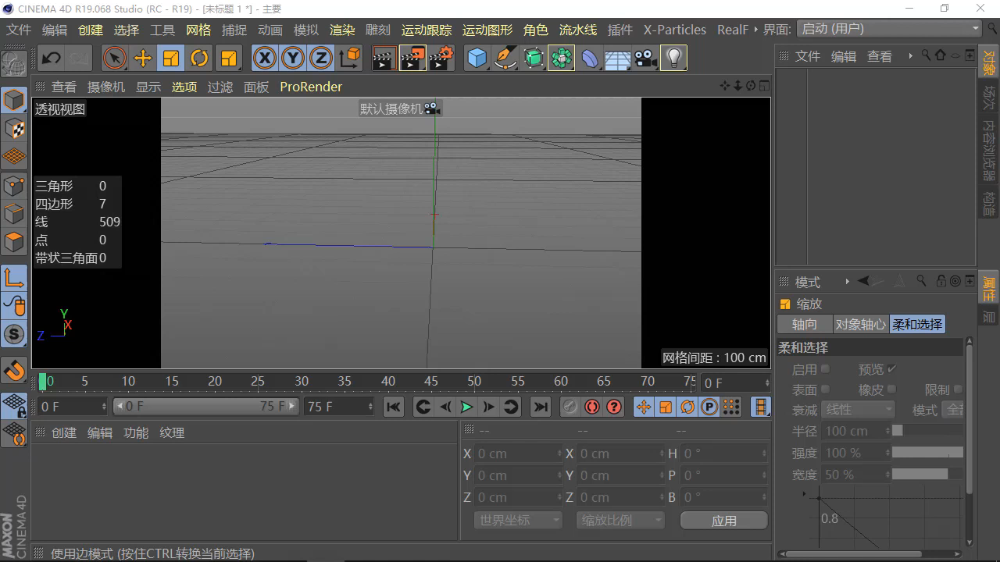 CINEMA 4D R19.068 Studio (RC - R19) - [未标题 1 *] - 主要
文件 编辑 创建 选择 工具 网格 捕捉 动画 模拟 渲染 雕刻 运动跟踪 运动图形 角色 流水线 插件 X-Particles RealF 界面: 启动 (用户)
X Y Z
文件 编辑 查看
查看 摄像机 显示 选项 过滤 面板 ProRender
对象
场次
内容浏览器
构造
透视视图
默认摄像机
三角形 0
四边形 7
线 509
点 0
带状三角面 0
Y
X
Z
网格间距 : 100 cm
模式
属性
层
缩放
轴向 对象轴心 柔和选择
柔和选择
启用 预览
表面 橡皮 限制
衰减 线性 模式
半径 100 cm
强度 100 %
宽度 50 %
0.8
S
0 5 10 15 20 25 30 35 40 45 50 55 60 65 70 75 0 F
0 F 0 F 75 F 75 F
? P
创建 编辑 功能 纹理
-- -- --
X 0 cm X 0 cm H 0 °
Y 0 cm Y 0 cm P 0 °
Z 0 cm Z 0 cm B 0 °
世界坐标 缩放比例 应用
MAXON
CINEMA 4D
使用边模式 (按住CTRL转换当前选择)